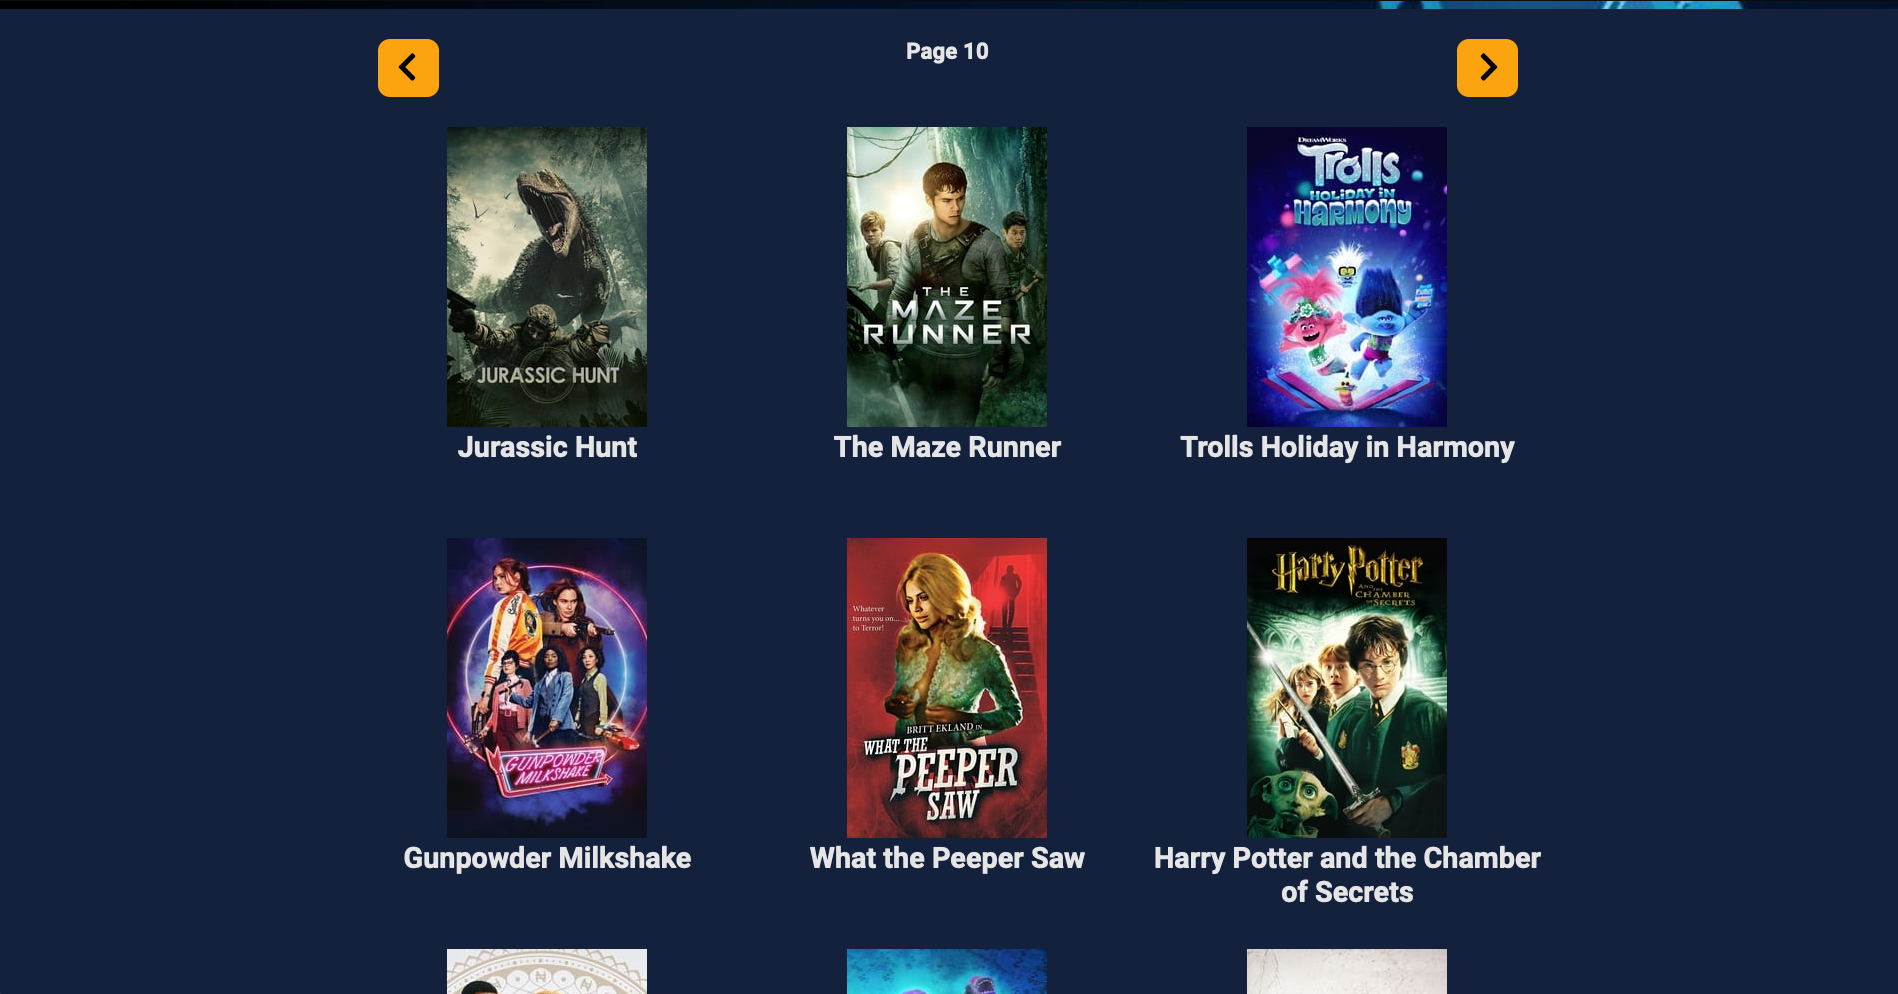 Page 10
JURASSIC HUNT
THE
MAZE
RUNNER
DREAMWORKS
Trolls
HOLIDAY IN
HARMONY
Jurassic Hunt
The Maze Runner
Trolls Holiday in Harmony
GUNPOWDER
MILKSHAKE
Whatever
turns you on...
to Terror!
BRITT EKLAND IN
WHAT THE
PEEPER
SAW
Harry Potter
AND THE
CHAMBER
OF SECRETS
Gunpowder Milkshake
What the Peeper Saw
Harry Potter and the Chamber
of Secrets